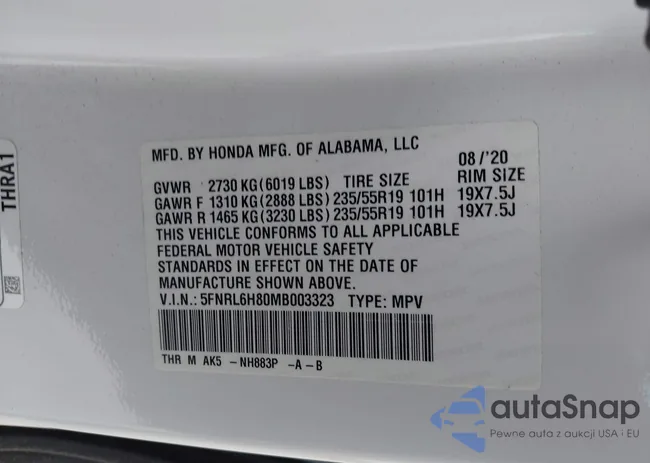 THRA1
MFD. BY HONDA MFG. OF ALABAMA, LLC
08/'20
GVWR 2730 KG(6019 LBS) TIRE SIZE RIM SIZE
GAWR F 1310 KG(2888 LBS)235/55R19 101H 19X7.5J
GAWR R 1465 KG(3230 LBS)235/55R19 101H 19X7.5J
THIS VEHICLE CONFORMS TO ALL APPLICABLE
FEDERAL MOTOR VEHICLE SAFETY
STANDARDS IN EFFECT ON THE DATE OF
MANUFACTURE SHOWN ABOVE.
V.I.N.: 5FNRL6H80MB003323 TYPE: MPV
THR M AK5 -NH883P -A -B
autaSnap
Pewne auta z aukcji USA i EU